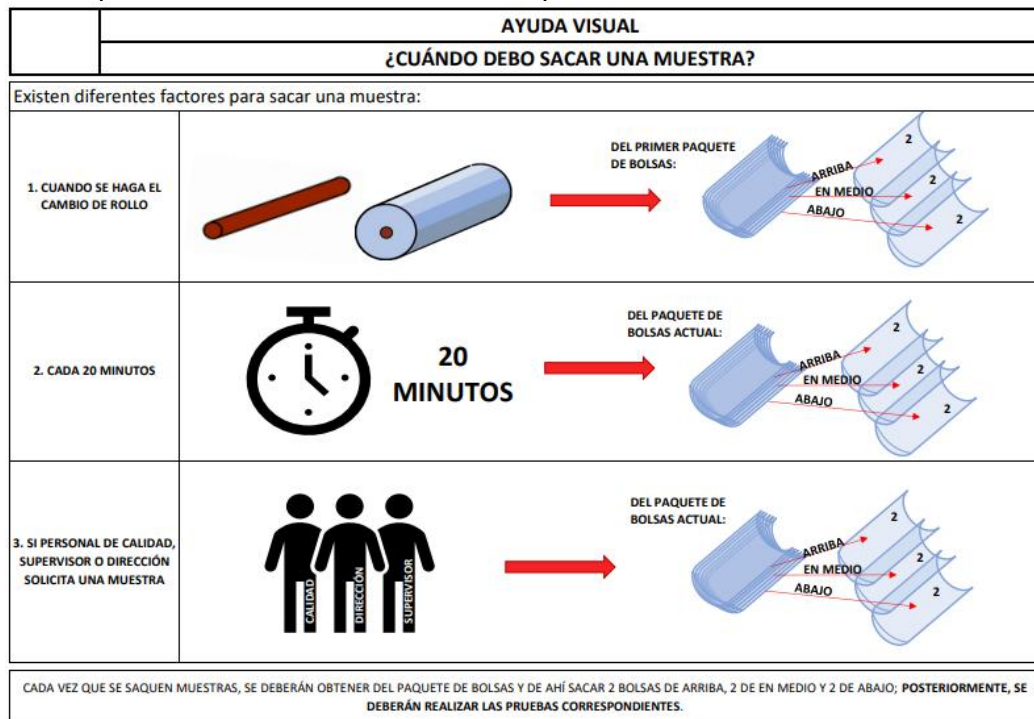 AYUDA VISUAL
¿CUÁNDO DEBO SACAR UNA MUESTRA?
Existen diferentes factores para sacar una muestra:
1. CUANDO SE HAGA EL
CAMBIO DE ROLLO
DEL PRIMER PAQUETE
DE BOLSAS:
ARRIBA
EN MEDIO
ABAJO
2
2
2
2. CADA 20 MINUTOS
20
MINUTOS
DEL PAQUETE DE
BOLSAS ACTUAL:
ARRIBA
EN MEDIO
ABAJO
2
2
2
3. SI PERSONAL DE CALIDAD,
SUPERVISOR O DIRECCIÓN
SOLICITA UNA MUESTRA
CALIDAD
DIRECCIÓN
SUPERVISOR
DEL PAQUETE DE
BOLSAS ACTUAL:
ARRIBA
EN MEDIO
ABAJO
2
2
2
CADA VEZ QUE SE SAQUEN MUESTRAS, SE DEBERÁN OBTENER DEL PAQUETE DE BOLSAS Y DE AHÍ SACAR 2 BOLSAS DE ARRIBA, 2 DE EN MEDIO Y 2 DE ABAJO; POSTERIORMENTE, SE
DEBERÁN REALIZAR LAS PRUEBAS CORRESPONDIENTES.